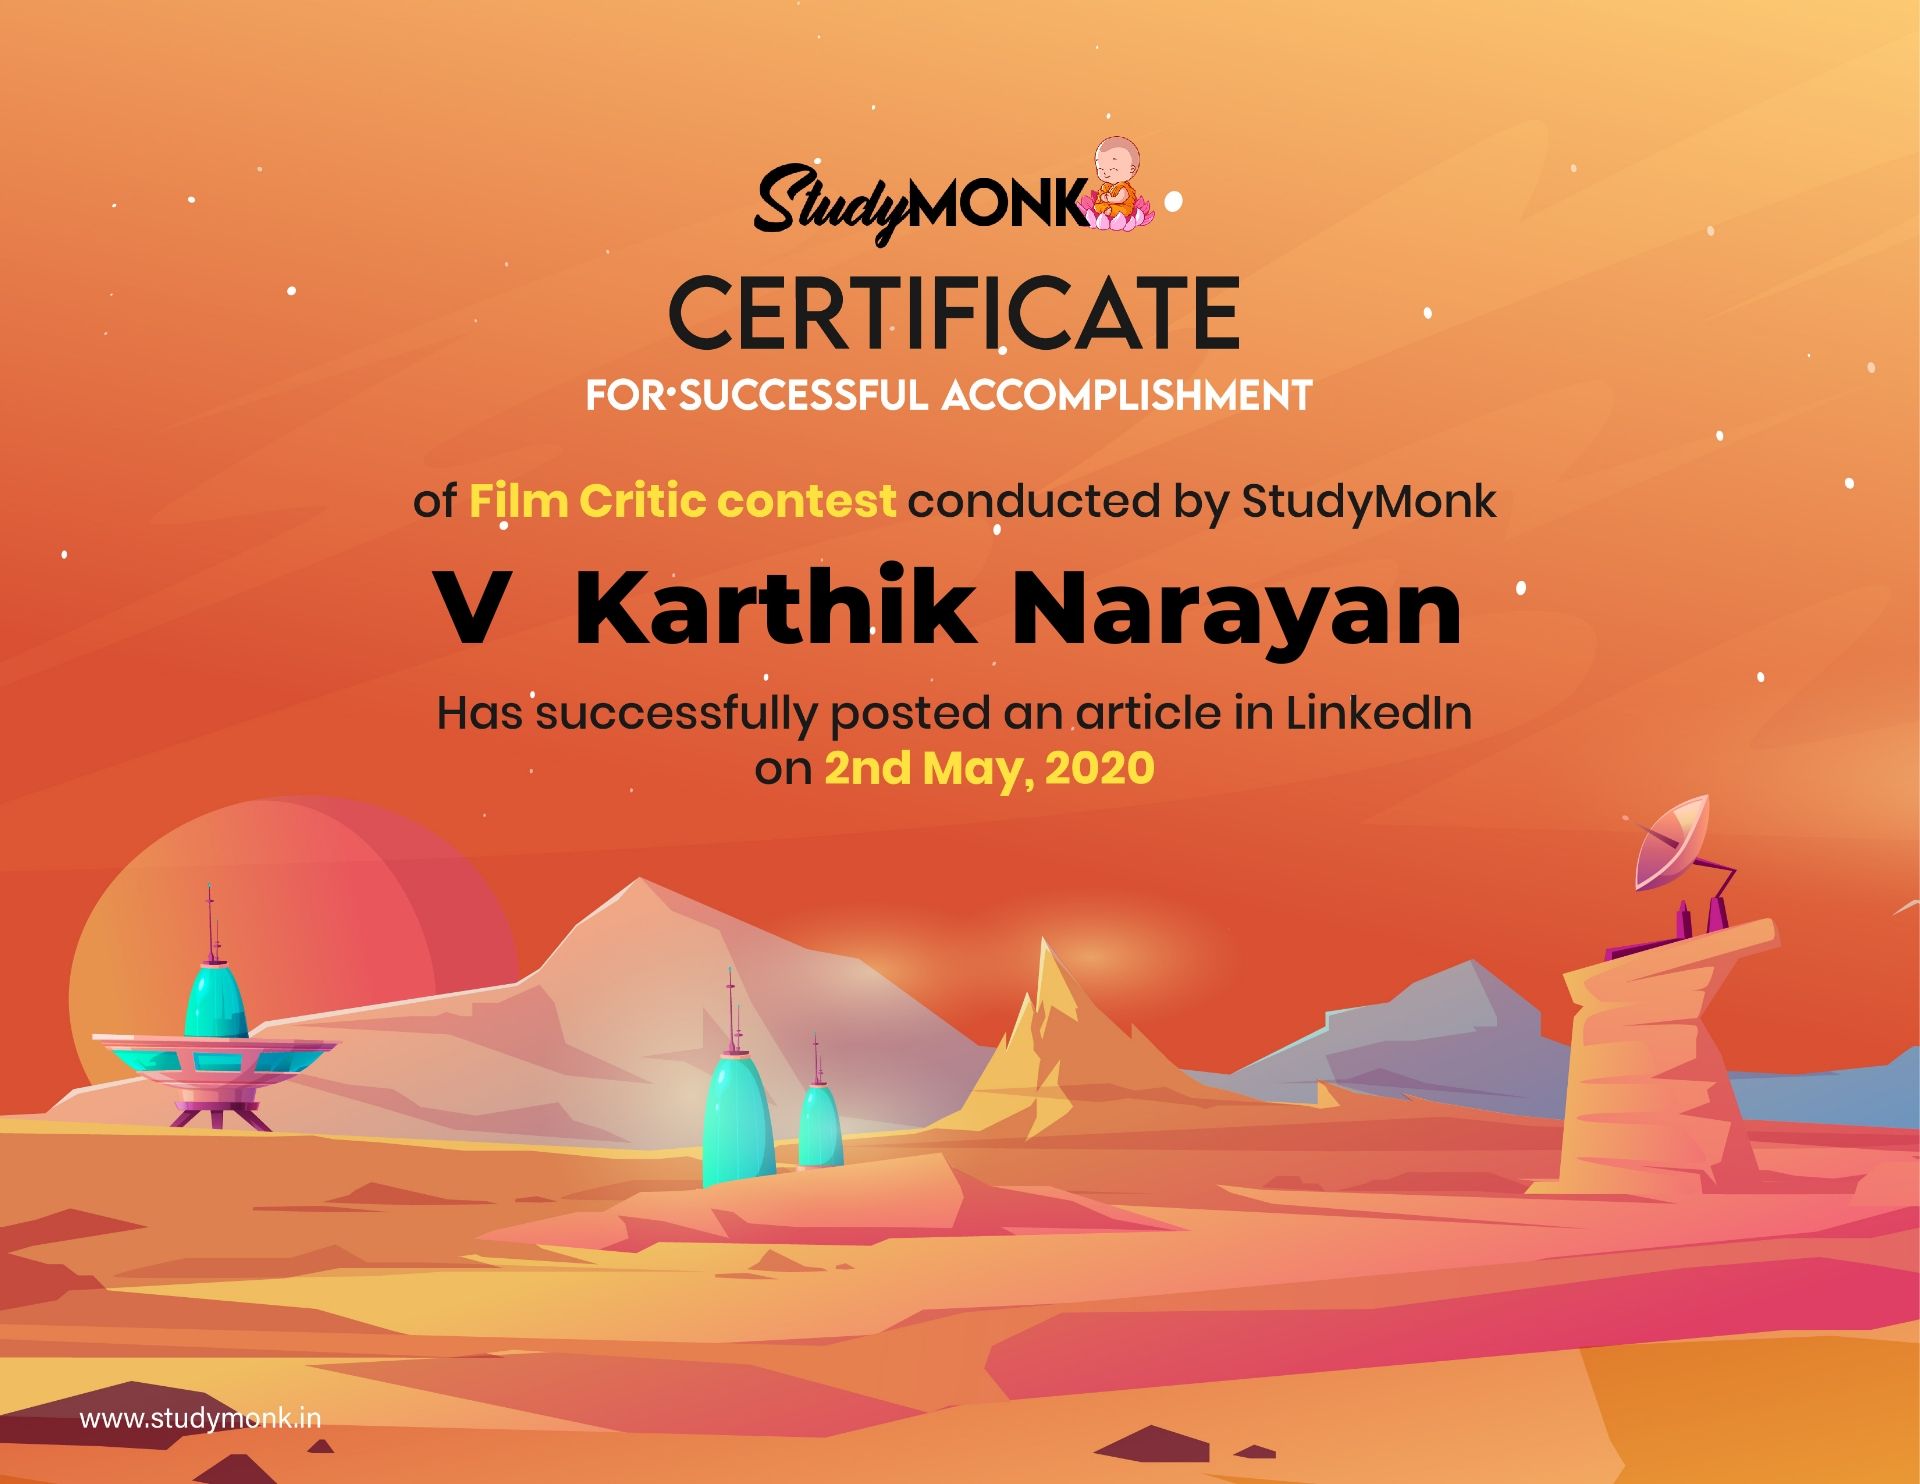 StudyMONK
CERTIFICATE
FOR SUCCESSFUL ACCOMPLISHMENT
of Film Critic contest conducted by StudyMonk
V Karthik Narayan
Has successfully posted an article in LinkedIn
on 2nd May, 2020
www.studymonk.in